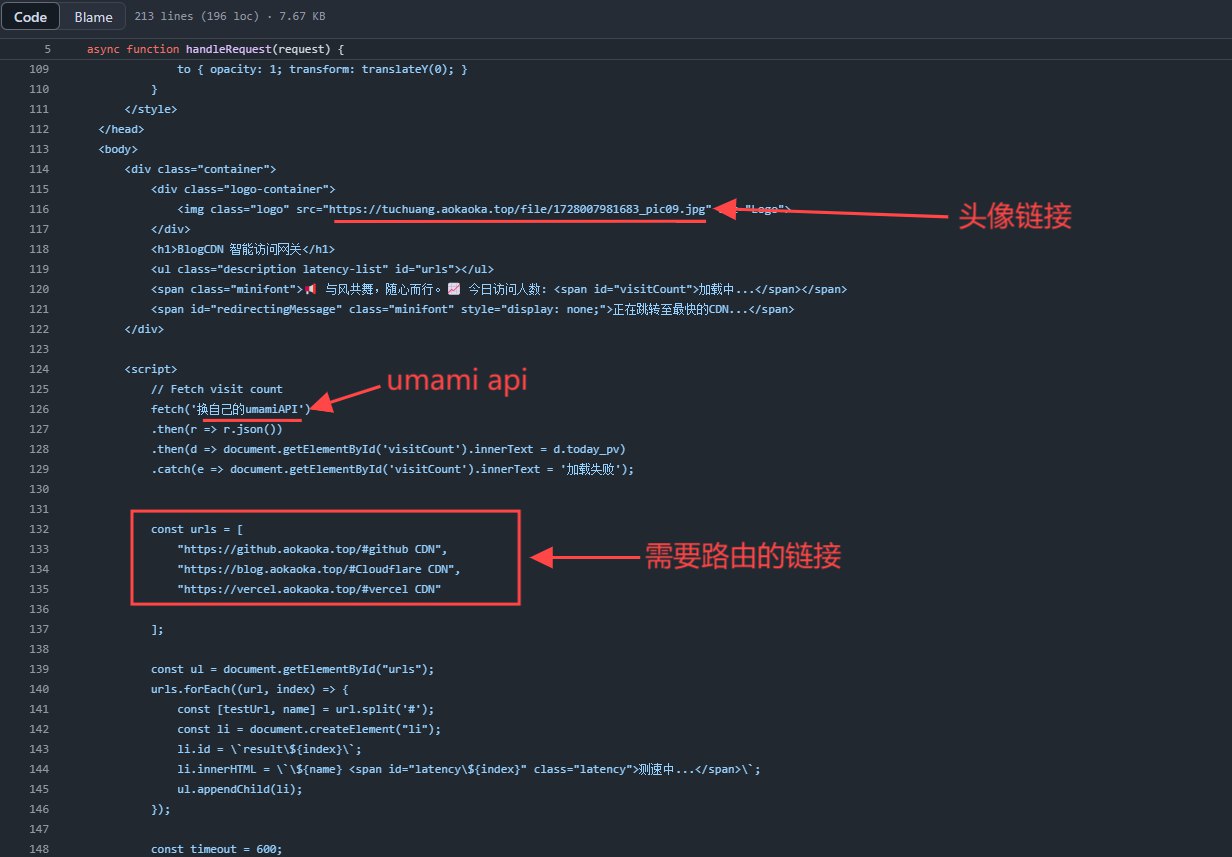 Code Blame 213 lines (196 loc) · 7.67 KB
5 async function handleRequest(request) {
109 to { opacity: 1; transform: translateY(0); }
110 }
111 </style>
112 </head>
113 <body>
114 <div class="container">
115 <div class="logo-container">
116 <img class="logo" src="https://tuchuang.aokaoka.top/file/1728007981683_pic09.jpg" "Logo"> 头像链接
117 </div>
118 <h1>BlogCDN 智能访问网关</h1>
119 <ul class="description latency-list" id="urls"></ul>
120 <span class="minifont">📢 与风共舞，随心而行。📈 今日访问人数: <span id="visitCount">加载中...</span></span>
121 <span id="redirectingMessage" class="minifont" style="display: none;">正在跳转至最快的CDN...</span>
122 </div>
123
124 <script>
125 // Fetch visit count
umami api
126 fetch('换自己的umamiAPI')
127 .then(r => r.json())
128 .then(d => document.getElementById('visitCount').innerText = d.today_pv)
129 .catch(e => document.getElementById('visitCount').innerText = '加载失败');
130
131
132 const urls = [
133 "https://github.aokaoka.top/#github CDN",
需要路由的链接
134 "https://blog.aokaoka.top/#Cloudflare CDN",
135 "https://vercel.aokaoka.top/#vercel CDN"
136
137 ];
138
139 const ul = document.getElementById("urls");
140 urls.forEach((url, index) => {
141 const [testUrl, name] = url.split('#');
142 const li = document.createElement("li");
143 li.id = \`result\${index}\`;
144 li.innerHTML = \`\${name} <span id="latency\${index}" class="latency">测速中...</span>\`;
145 ul.appendChild(li);
146 });
147
148 const timeout = 600;